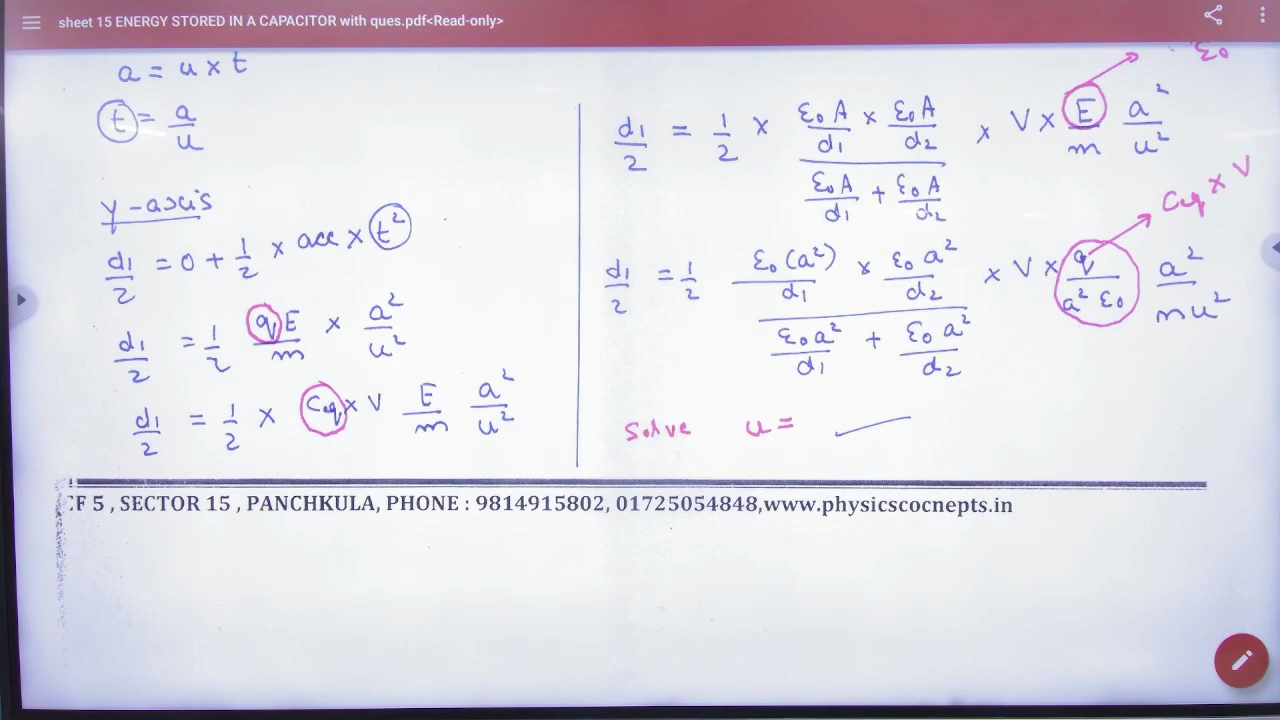 sheet 15 ENERGY STORED IN A CAPACITOR with ques.pdf<Read-only>
a = u × t
t = a/u
y-axis
d₁/2 = 0 + 1/2 × acc × t²
d₁/2 = 1/2 qE/m × a²/u²
d₁/2 = 1/2 × Ceq × V E/m a²/u²
ε₀
d₁/2 = 1/2 × (ε₀A/d₁ × ε₀A/d₂)/(ε₀A/d₁ + ε₀A/d₂) × V × E/m a²/u²
Ceq × V
d₁/2 = 1/2 (ε₀(a²)/d₁ × ε₀a²/d₂)/(ε₀a²/d₁ + ε₀a²/d₂) × V × q/(a² ε₀) a²/(mu²)
Solve u =
F 5 , SECTOR 15 , PANCHKULA, PHONE : 9814915802, 01725054848,www.physicscocnepts.in